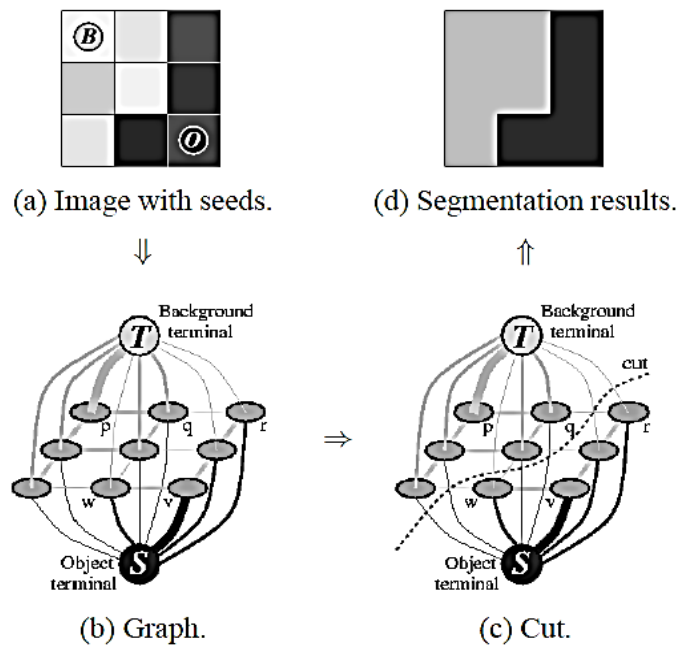 B
O
(a) Image with seeds.
(d) Segmentation results.
⇓
⇑
Background
terminal
T
p
q
r
w
v
Object
terminal
S
(b) Graph.
⇒
Background
terminal
T
cut
p
q
r
w
v
Object
terminal
S
(c) Cut.